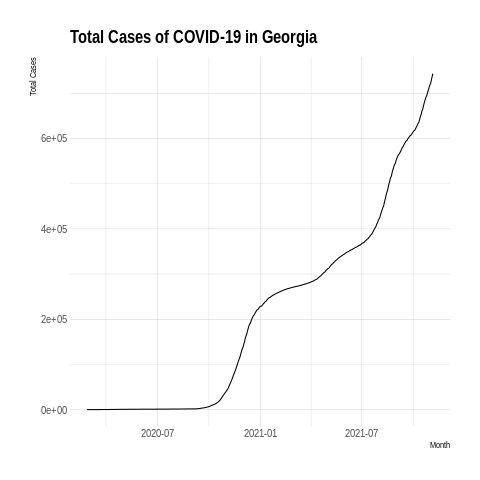 Total Cases of COVID-19 in Georgia
Total Cases
6e+05
4e+05
2e+05
0e+00
2020-07 2021-01 2021-07
Month